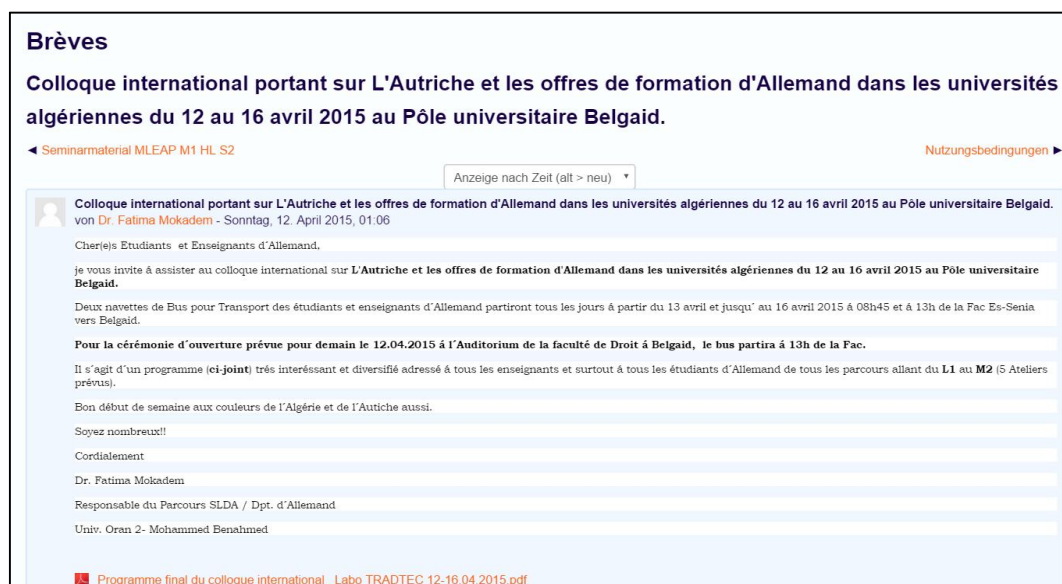 Brèves
Colloque international portant sur L'Autriche et les offres de formation d'Allemand dans les universités
algériennes du 12 au 16 avril 2015 au Pôle universitaire Belgaid.
◄ Seminarmaterial MLEAP M1 HL S2
Nutzungsbedingungen ►
Anzeige nach Zeit (alt > neu)
Colloque international portant sur L'Autriche et les offres de formation d'Allemand dans les universités algériennes du 12 au 16 avril 2015 au Pôle universitaire Belgaid.
von Dr. Fatima Mokadem - Sonntag, 12. April 2015, 01:06
Cher(e)s Etudiants et Enseignants d´Allemand,
je vous invite á assister au colloque international sur L'Autriche et les offres de formation d'Allemand dans les universités algériennes du 12 au 16 avril 2015 au Pôle universitaire
Belgaid.
Deux navettes de Bus pour Transport des étudiants et enseignants d´Allemand partiront tous les jours á partir du 13 avril et jusqu´ au 16 avril 2015 á 08h45 et á 13h de la Fac Es-Senia
vers Belgaid.
Pour la cérémonie d´ouverture prévue pour demain le 12.04.2015 á l´Auditorium de la faculté de Droit á Belgaid, le bus partira á 13h de la Fac.
Il s´agit d´un programme (ci-joint) trés interéssant et diversifié adressé á tous les enseignants et surtout á tous les étudiants d´Allemand de tous les parcours allant du L1 au M2 (5 Ateliers
prévus).
Bon début de semaine aux couleurs de l´Algérie et de l´Autiche aussi.
Soyez nombreux!!
Cordialement
Dr. Fatima Mokadem
Responsable du Parcours SLDA / Dpt. d´Allemand
Univ. Oran 2- Mohammed Benahmed
Programme final du colloque international_ Labo TRADTEC 12-16.04.2015.pdf